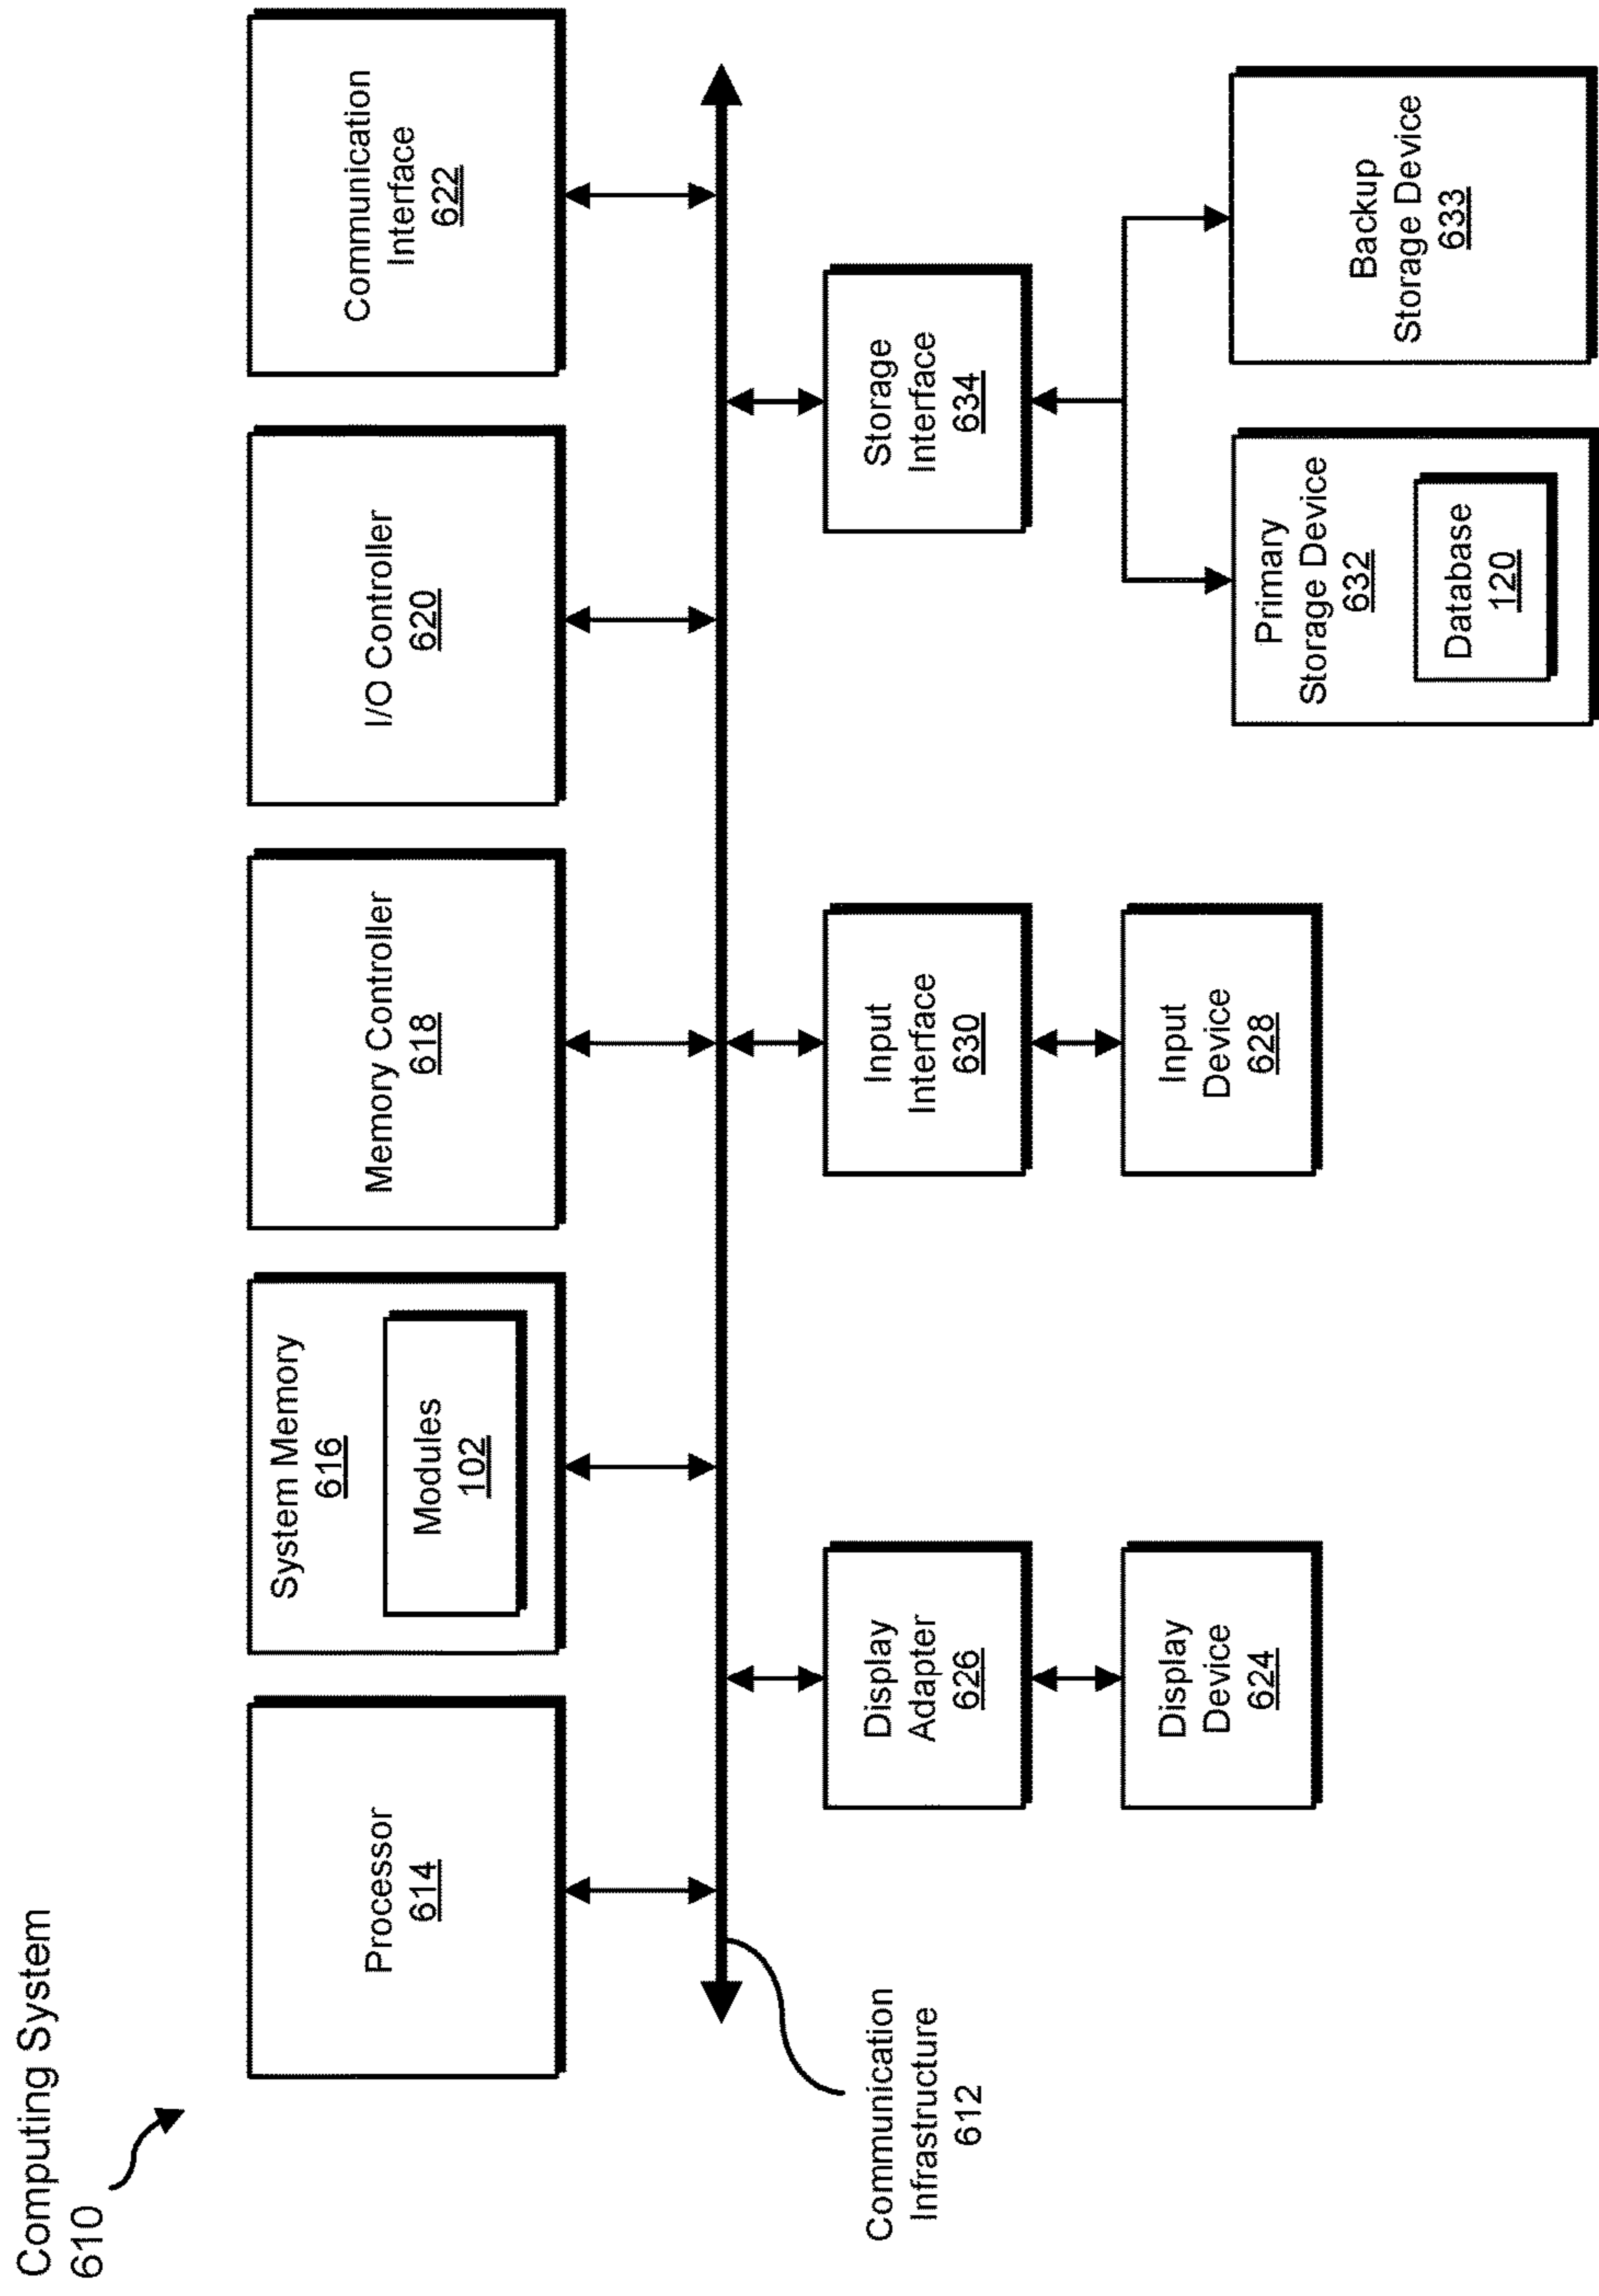 Computing System
610
Processor
614
System Memory
616
Modules
102
Memory Controller
618
I/O Controller
620
Communication
Interface
622
Communication
Infrastructure
612
Display
Adapter
626
Display
Device
624
Input
Interface
630
Input
Device
628
Storage
Interface
634
Primary
Storage Device
632
Database
120
Backup
Storage Device
633